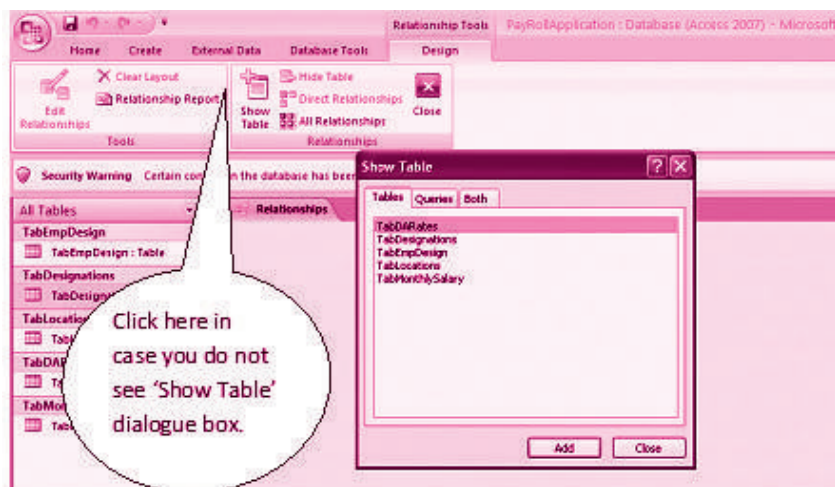 Relationship Tools
PayRollApplication : Database (Access 2007) - Microsoft
Home Create External Data Database Tools Design
Edit Relationships
Clear Layout
Relationship Report
Tools
Show Table
Hide Table
Direct Relationships
All Relationships
Close
Relationships
Security Warning Certain the database has been
All Tables
Relationships
TabEmpDesign
TabEmpDesign : Table
TabDesignations
TabDesign
TabLocation
TabDAR
TabMon
Click here in
case you do not
see ‘Show Table’
dialogue box.
Show Table
Tables Queries Both
TabDARates
TabDesignations
TabEmpDesign
TabLocations
TabMonthlySalary
Add Close